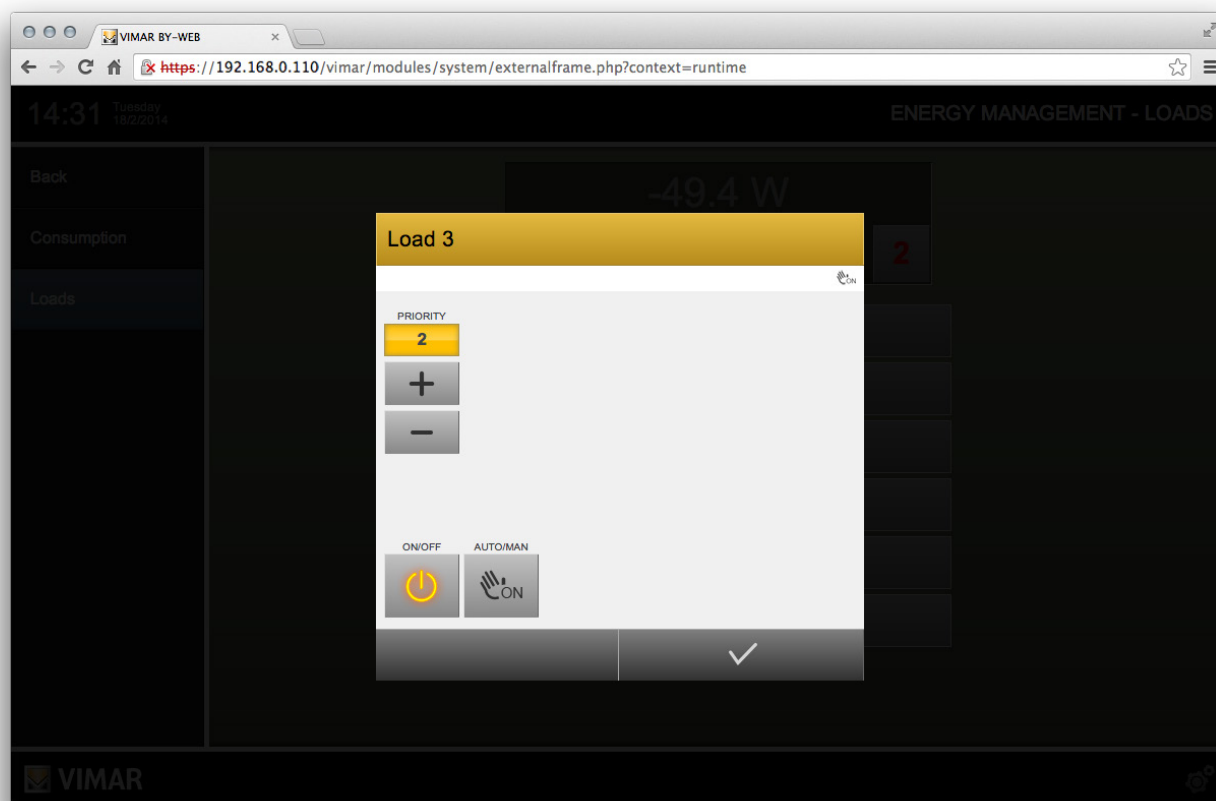 VIMAR BY-WEB
https://192.168.0.110/vimar/modules/system/externalframe.php?context=runtime
14:31
Tuesday
18/2/2014
ENERGY MANAGEMENT - LOADS
Back
Consumption
Loads
-49.4 W
2
Load 3
ON
PRIORITY
2
+
−
ON/OFF
AUTO/MAN
ON
VIMAR